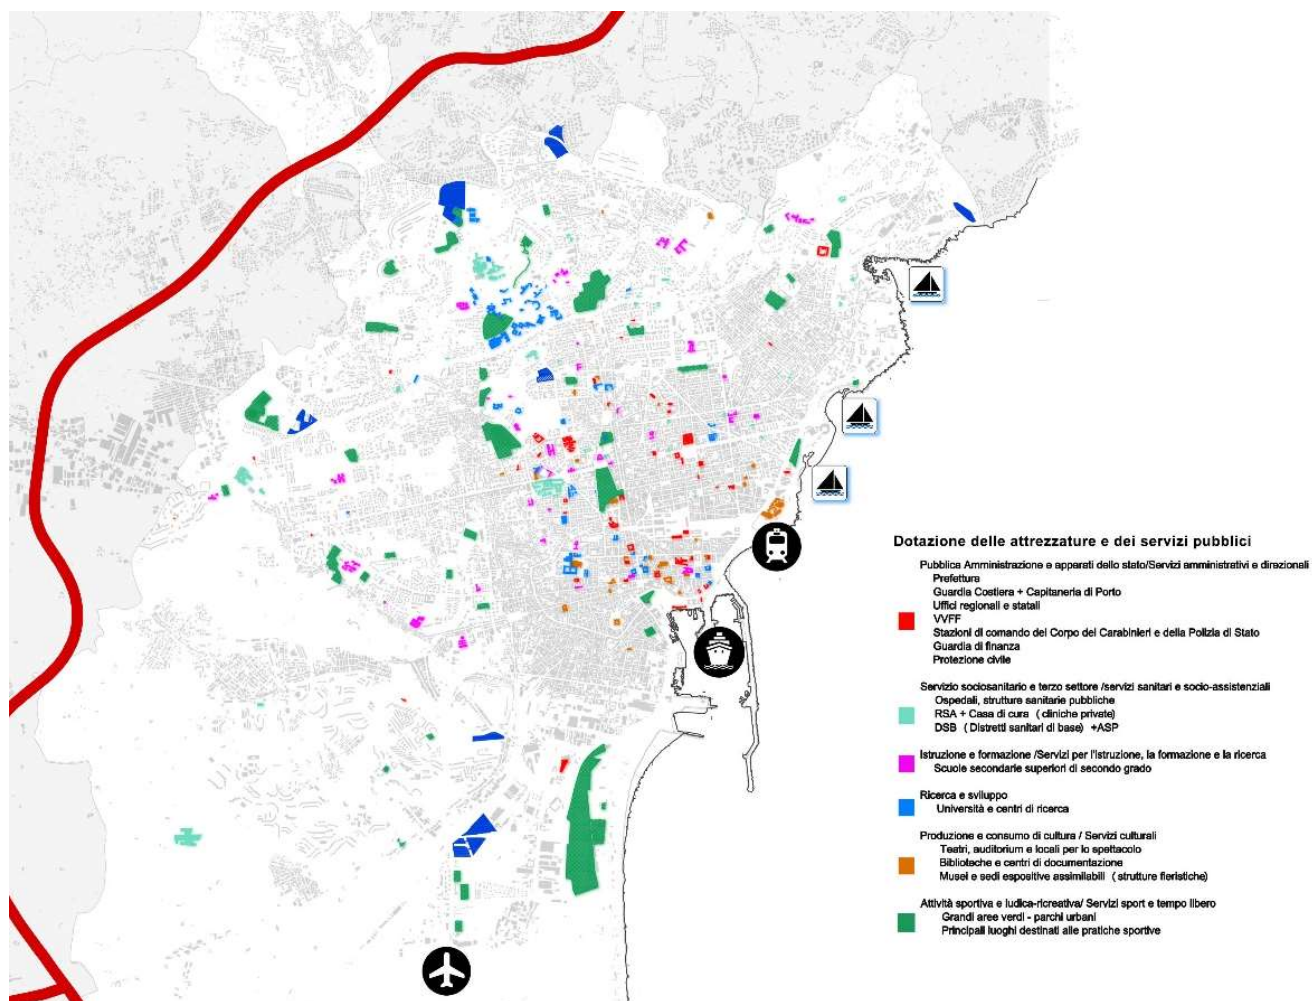 Dotazione delle attrezzature e dei servizi pubblici
Pubblica Amministrazione e apparati dello stato/Servizi amministrativi e direzionali
Prefettura
Guardia Costiera + Capitaneria di Porto
Uffici regionali e statali
VVFF
Stazioni di comando del Corpo dei Carabinieri e della Polizia di Stato
Guardia di finanza
Protezione civile
Servizio sociosanitario e terzo settore /servizi sanitari e socio-assistenziali
Ospedali, strutture sanitarie pubbliche
RSA + Casa di cura ( cliniche private)
DSB ( Distretti sanitari di base) +ASP
Istruzione e formazione /Servizi per l'istruzione, la formazione e la ricerca
Scuole secondarie superiori di secondo grado
Ricerca e sviluppo
Università e centri di ricerca
Produzione e consumo di cultura / Servizi culturali
Teatri, auditorium e locali per lo spettacolo
Biblioteche e centri di documentazione
Musei e sedi espositive assimilabili ( strutture fieristiche)
Attività sportiva e ludica-ricreativa/ Servizi sport e tempo libero
Grandi aree verdi - parchi urbani
Principali luoghi destinati alle pratiche sportive